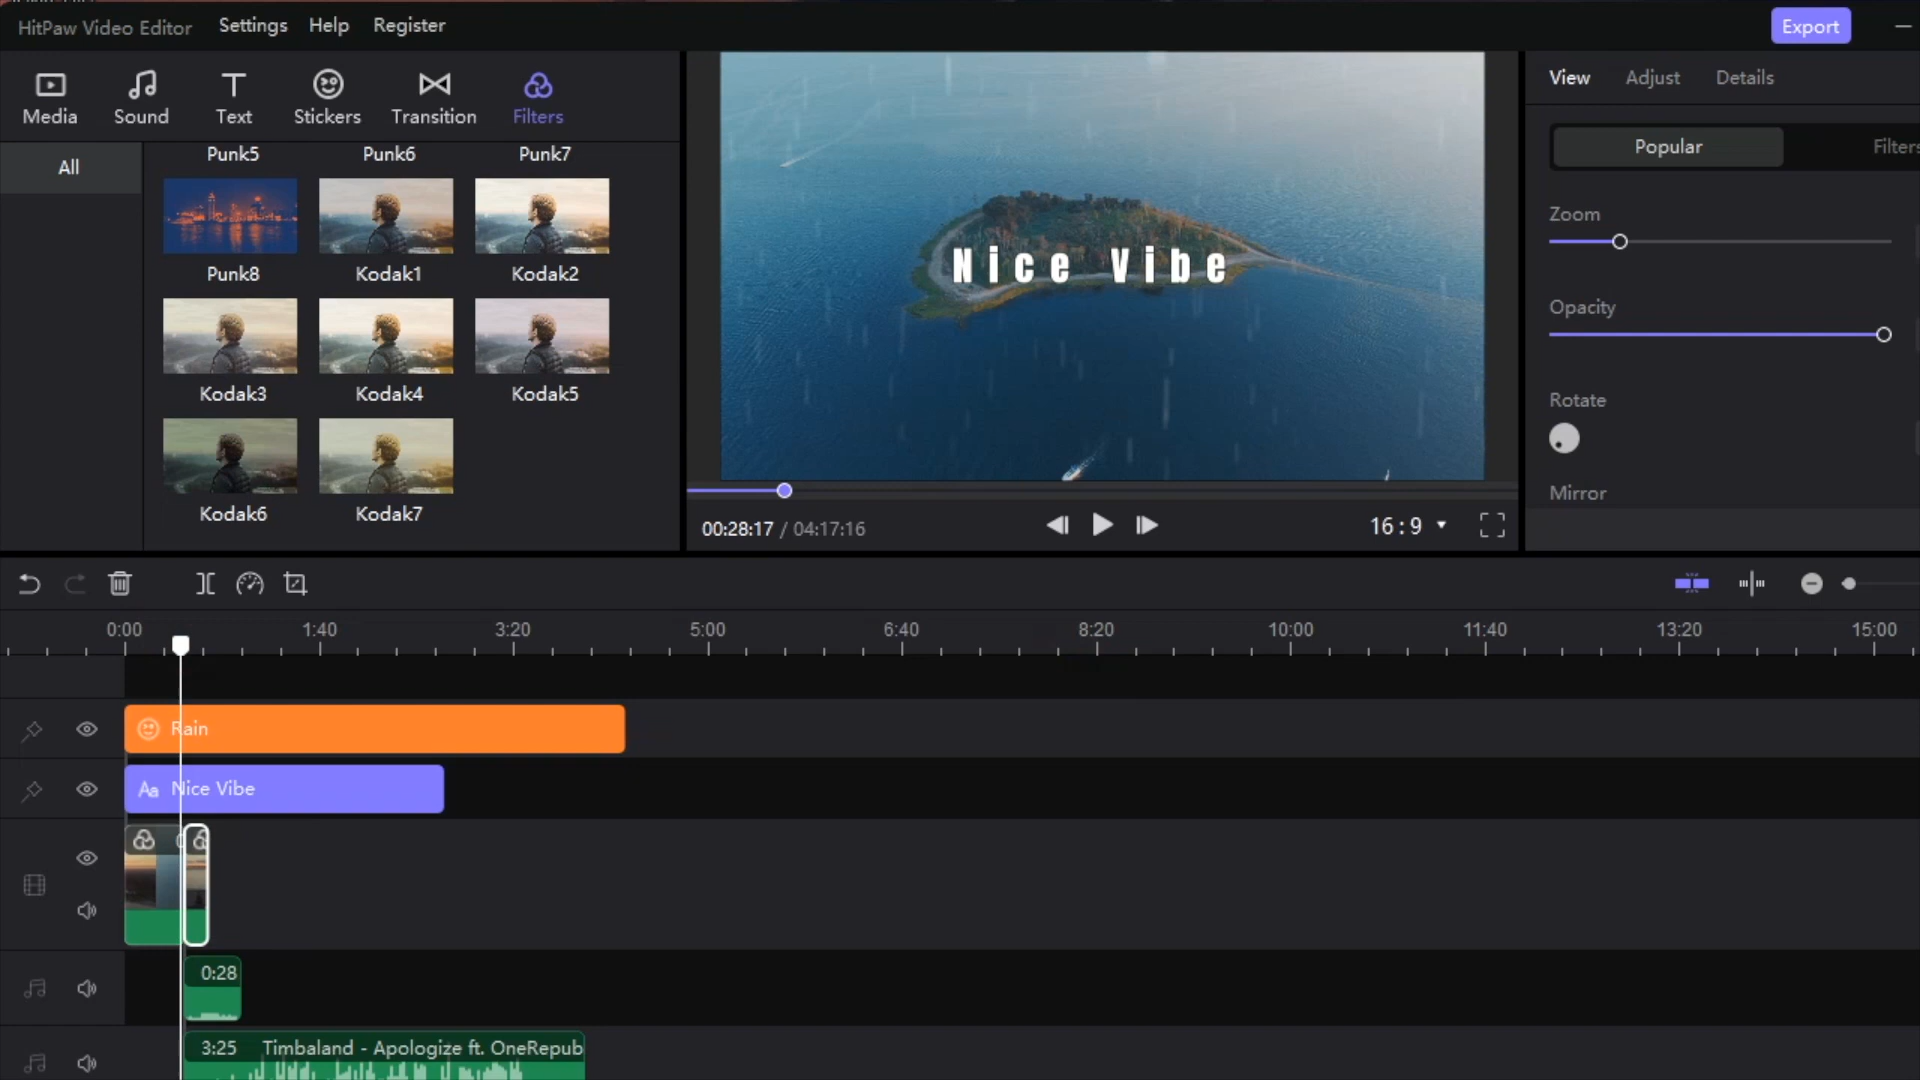 HitPaw Video Editor Settings Help Register Export
Media Sound Text Stickers Transition Filters
All
Punk5 Punk6 Punk7
Punk8 Kodak1 Kodak2
Kodak3 Kodak4 Kodak5
Kodak6 Kodak7
Nice Vibe
00:28:17 / 04:17:16
16:9
View Adjust Details
Popular Filters
Zoom
Opacity
Rotate
Mirror
0:00 1:40 3:20 5:00 6:40 8:20 10:00 11:40 13:20 15:00
Rain
Aa Nice Vibe
0:28
3:25 Timbaland - Apologize ft. OneRepub